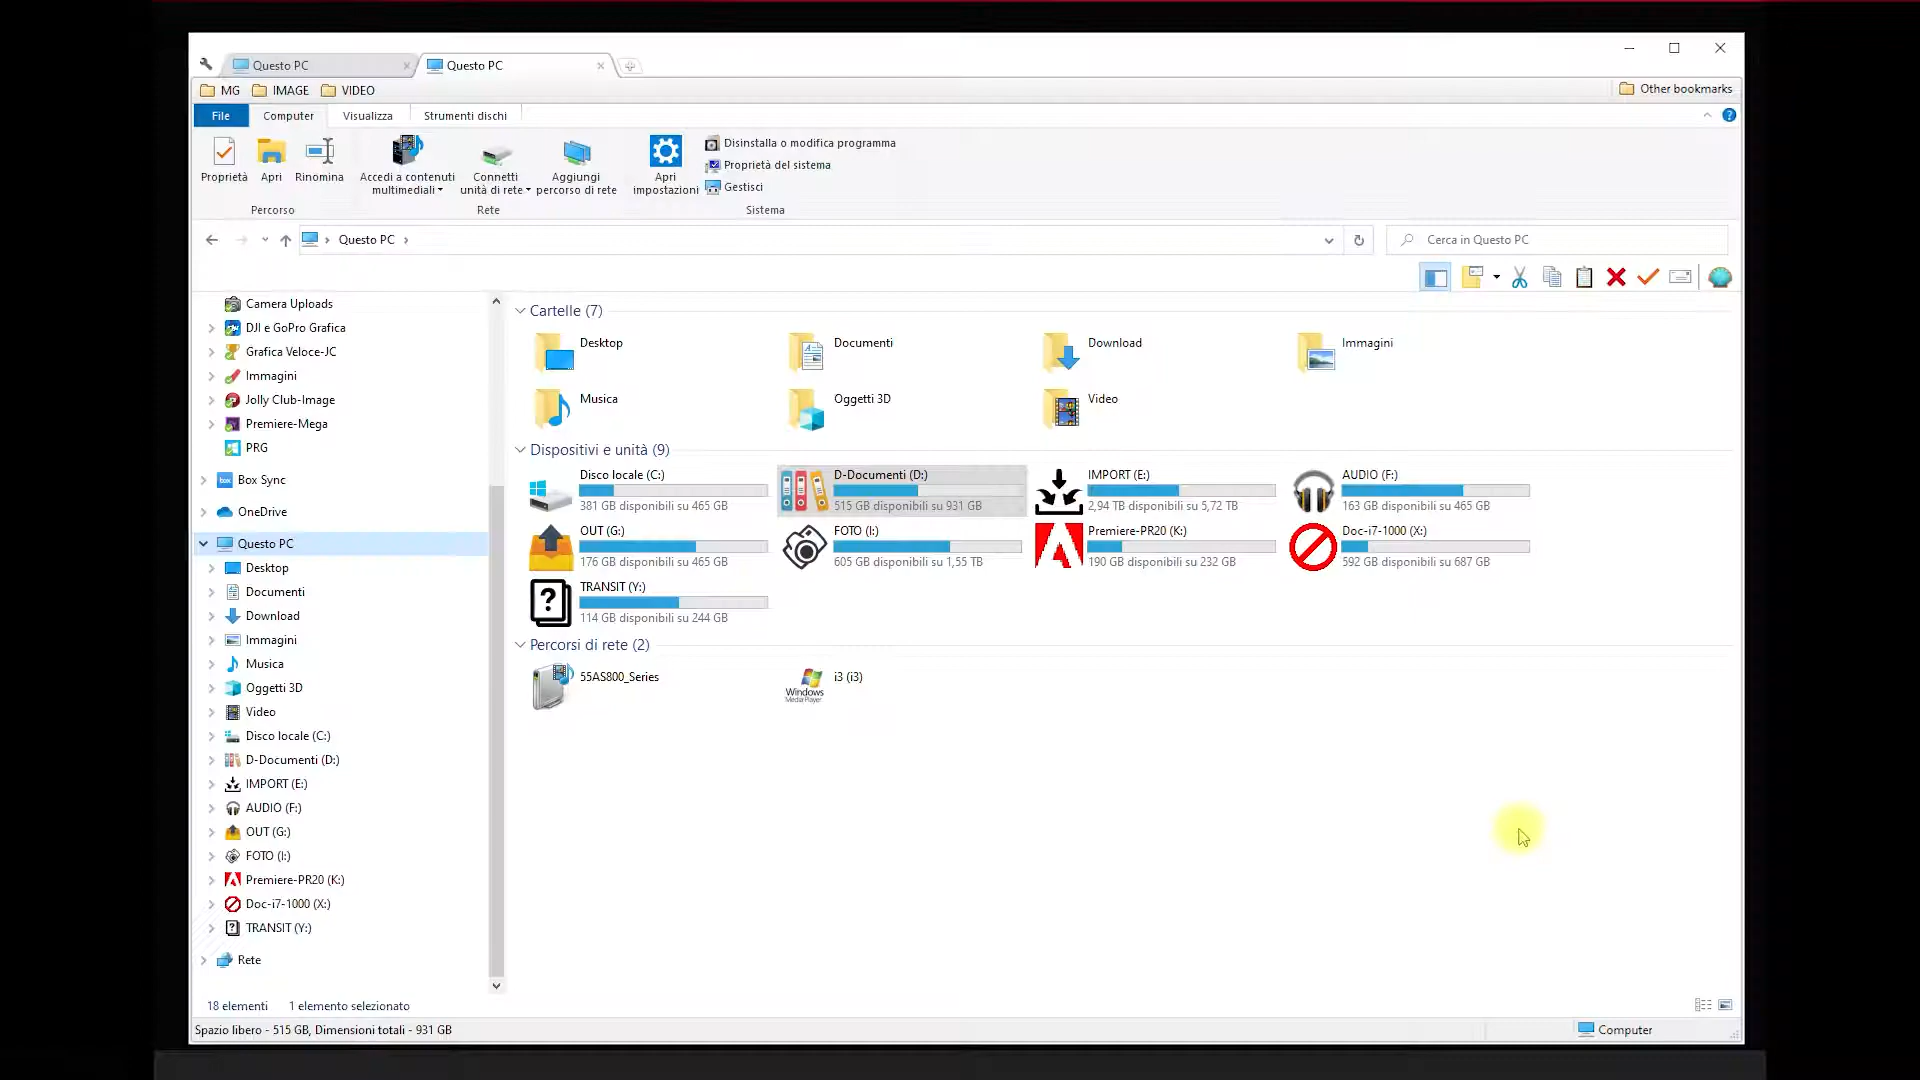 Questo PC
Questo PC
MG IMAGE VIDEO
Other bookmarks
File Computer Visualizza Strumenti dischi
Proprietà
Apri
Rinomina
Accedi a contenuti
multimediali
Connetti
unità di rete
Aggiungi
percorso di rete
Apri
impostazioni
Disinstalla o modifica programma
Proprietà del sistema
Gestisci
Percorso
Rete
Sistema
Questo PC
Cerca in Questo PC
Camera Uploads
DJI e GoPro Grafica
Grafica Veloce-JC
Immagini
Jolly Club-Image
Premiere-Mega
PRG
box
Box Sync
OneDrive
Questo PC
Desktop
Documenti
Download
Immagini
Musica
Oggetti 3D
Video
Disco locale (C:)
D-Documenti (D:)
IMPORT (E:)
AUDIO (F:)
OUT (G:)
FOTO (I:)
Premiere-PR20 (K:)
Doc-i7-1000 (X:)
TRANSIT (Y:)
Rete
Cartelle (7)
Desktop
Documenti
Download
Immagini
Musica
Oggetti 3D
Video
Dispositivi e unità (9)
Disco locale (C:)
381 GB disponibili su 465 GB
D-Documenti (D:)
515 GB disponibili su 931 GB
IMPORT (E:)
2,94 TB disponibili su 5,72 TB
AUDIO (F:)
163 GB disponibili su 465 GB
OUT (G:)
176 GB disponibili su 465 GB
FOTO (I:)
605 GB disponibili su 1,55 TB
Premiere-PR20 (K:)
190 GB disponibili su 232 GB
Doc-i7-1000 (X:)
592 GB disponibili su 687 GB
?
TRANSIT (Y:)
114 GB disponibili su 244 GB
Percorsi di rete (2)
55AS800_Series
Windows
Media Player
i3 (i3)
18 elementi 1 elemento selezionato
Spazio libero - 515 GB, Dimensioni totali - 931 GB
Computer